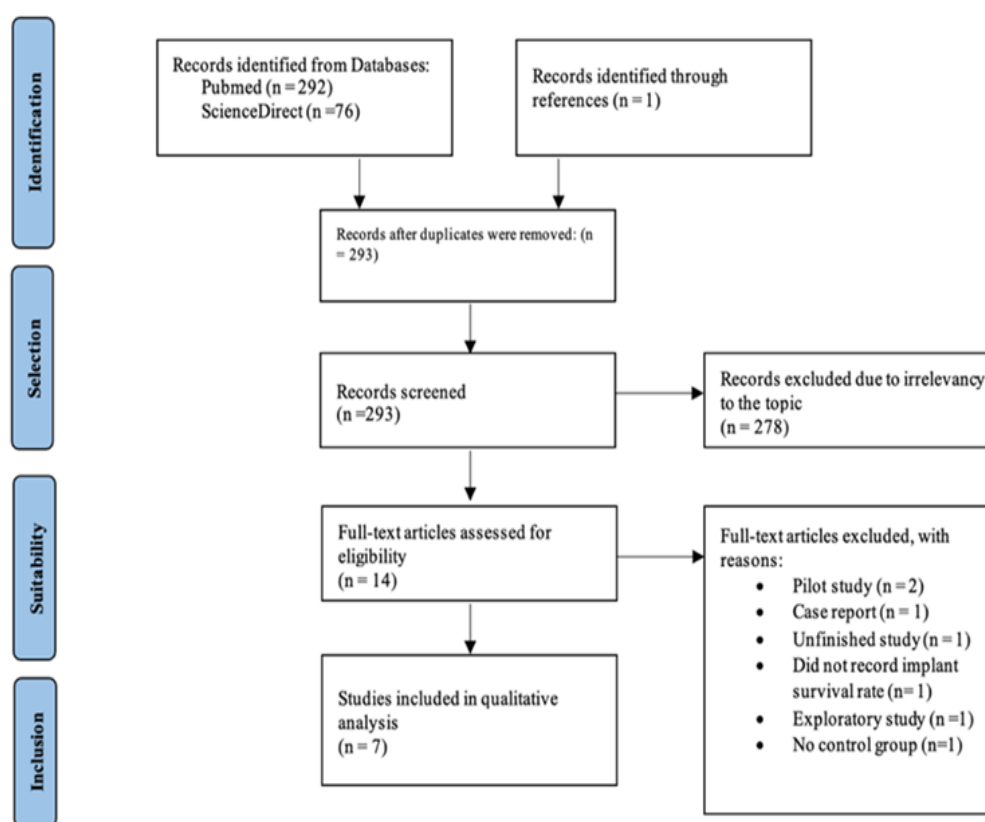 Identification
Records identified from Databases:
Pubmed (n = 292)
ScienceDirect (n =76)
Records identified through
references (n = 1)
Records after duplicates were removed: (n
= 293)
Selection
Records screened
(n =293)
Records excluded due to irrelevancy
to the topic
(n = 278)
Suitability
Full-text articles assessed for
eligibility
(n = 14)
Full-text articles excluded, with
reasons:
• Pilot study (n = 2)
• Case report (n = 1)
• Unfinished study (n = 1)
• Did not record implant
survival rate (n= 1)
• Exploratory study (n =1)
• No control group (n=1)
Inclusion
Studies included in qualitative
analysis
(n = 7)